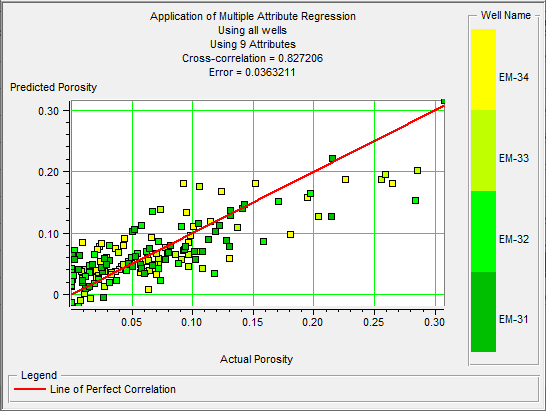 Application of Multiple Attribute Regression
Using all wells
Using 9 Attributes
Cross-correlation = 0.827206
Error = 0.0363211
Predicted Porosity
0.30
0.20
0.10
0
0.05
0.10
0.15
0.20
0.25
0.30
Actual Porosity
Well Name
EM-34
EM-33
EM-32
EM-31
Legend
Line of Perfect Correlation